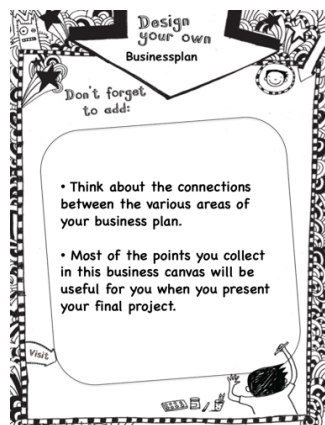 Design
your own
Businessplan
Don't forget
to add:
• Think about the connections
between the various areas of
your business plan.
• Most of the points you collect
in this business canvas will be
useful for you when you present
your final project.
Visit